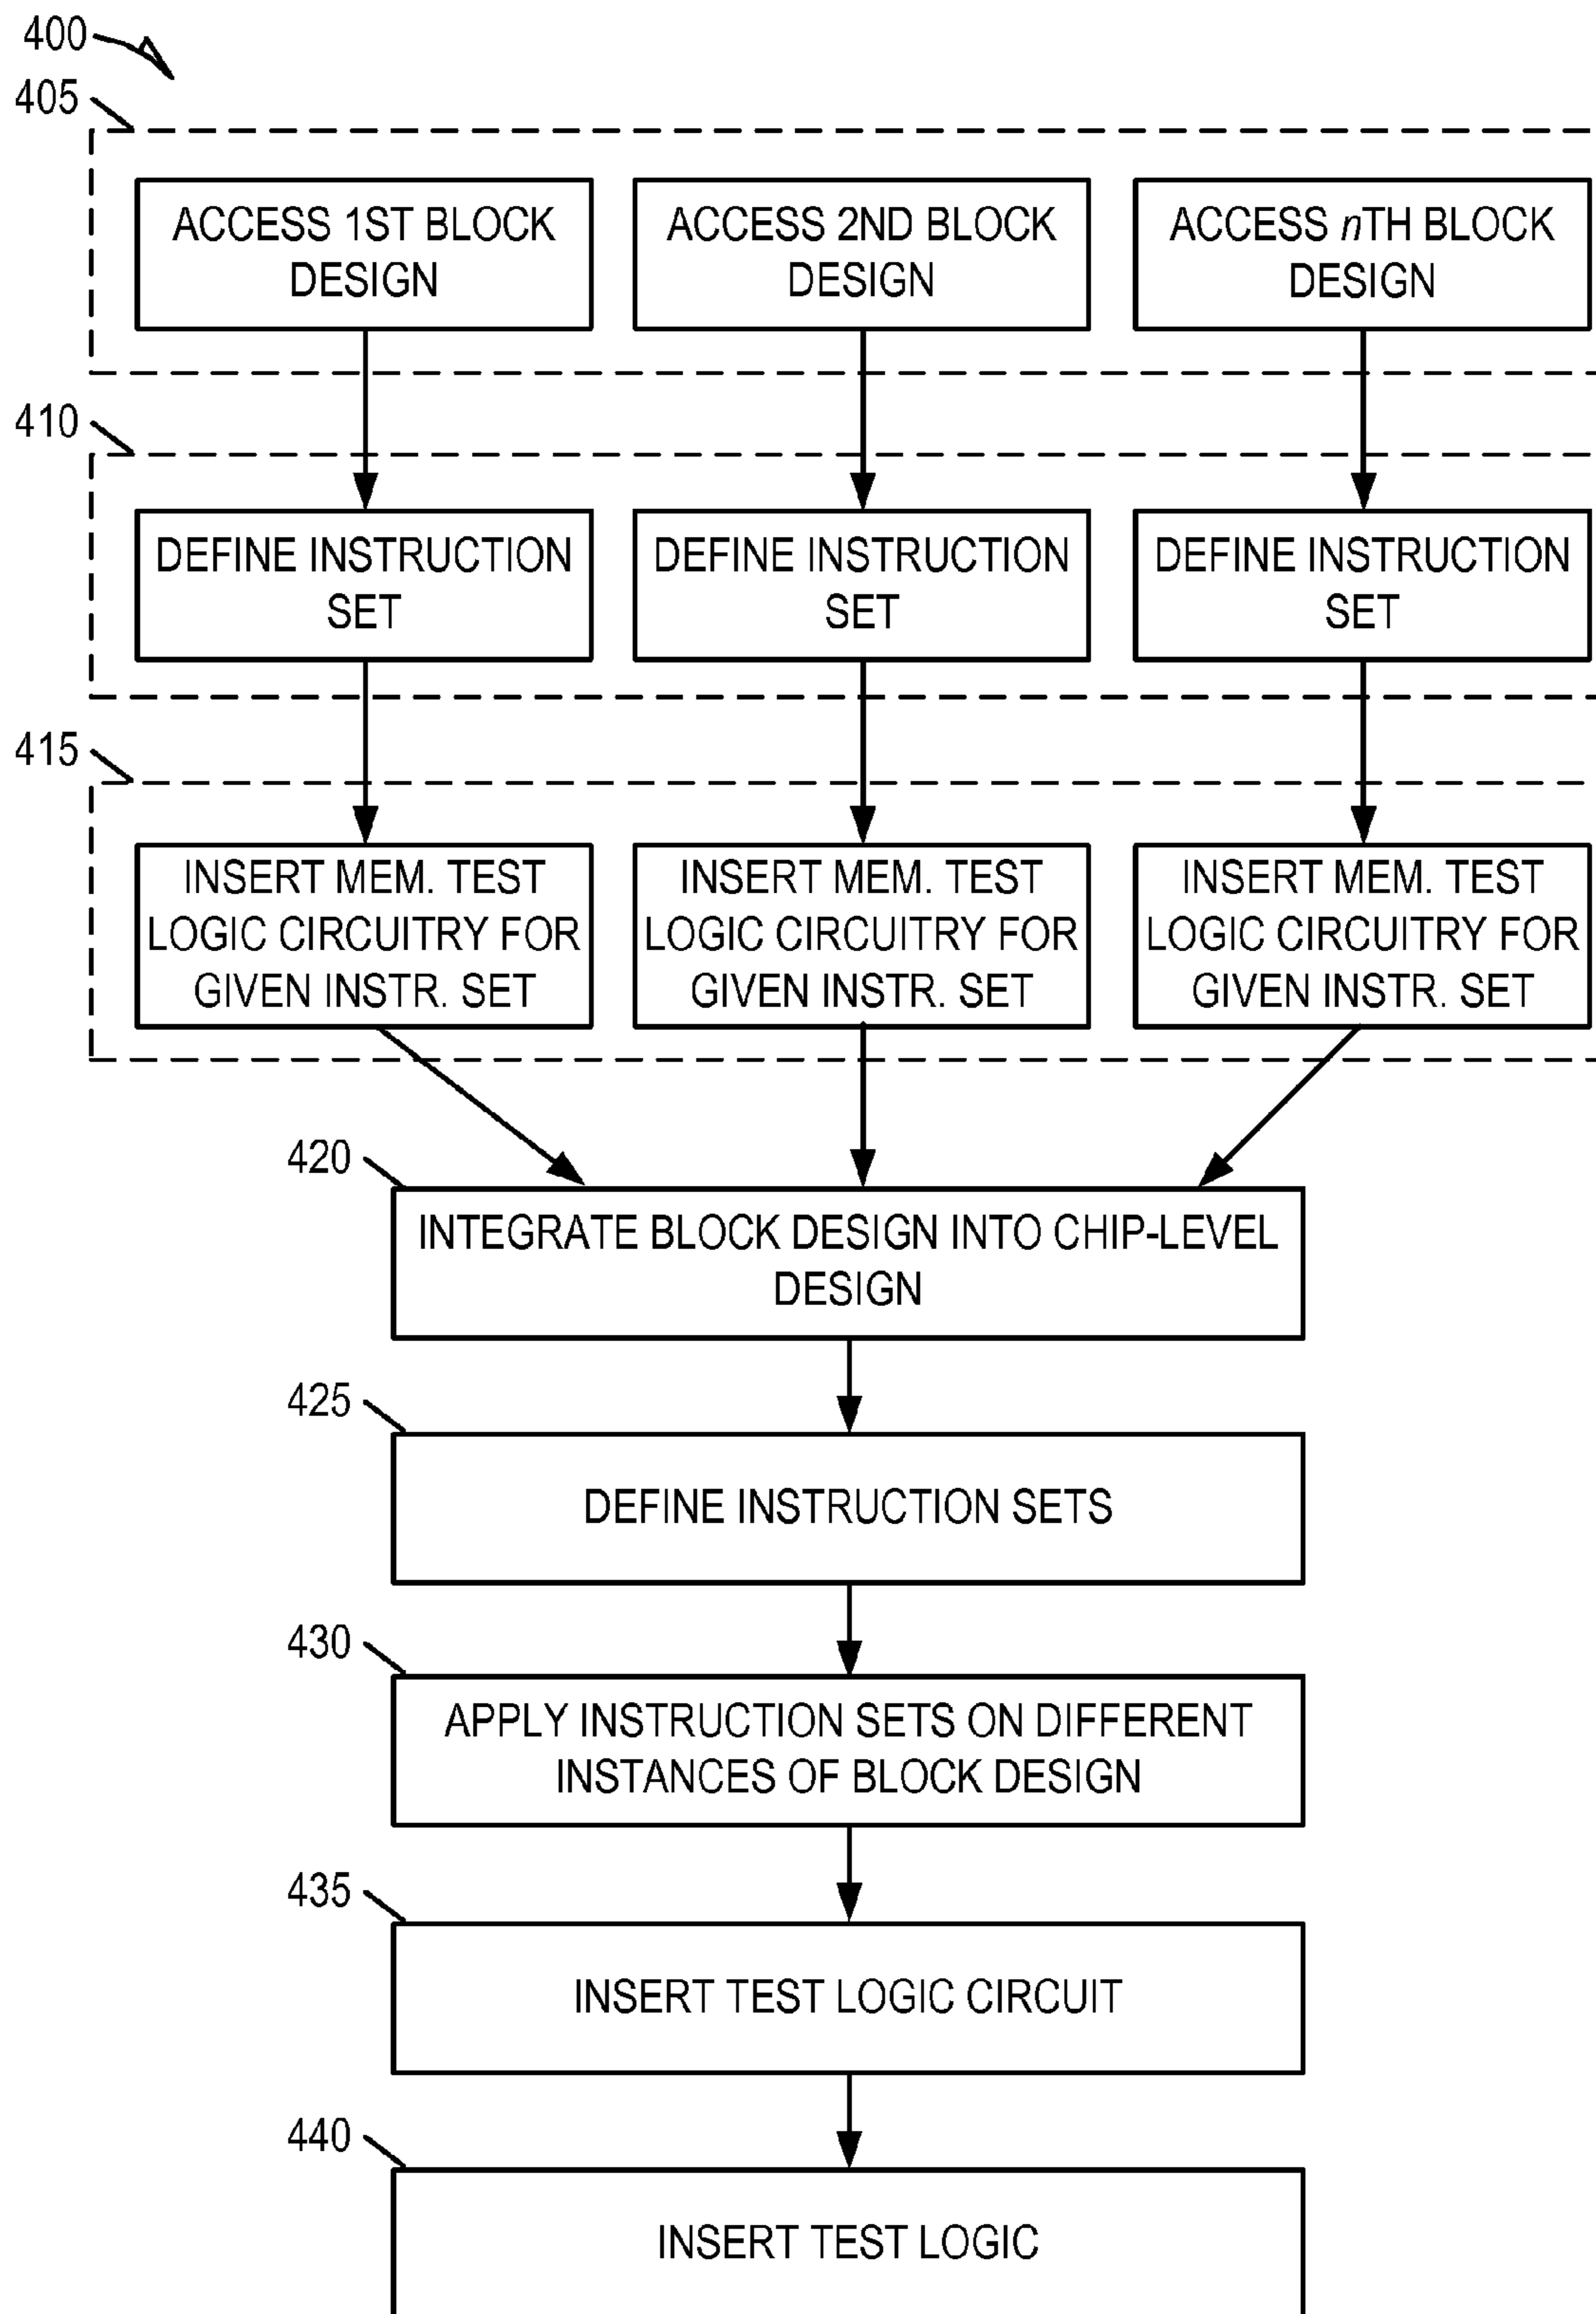 400
405
ACCESS 1ST BLOCK
DESIGN
ACCESS 2ND BLOCK
DESIGN
ACCESS nTH BLOCK
DESIGN
410
DEFINE INSTRUCTION
SET
DEFINE INSTRUCTION
SET
DEFINE INSTRUCTION
SET
415
INSERT MEM. TEST
LOGIC CIRCUITRY FOR
GIVEN INSTR. SET
INSERT MEM. TEST
LOGIC CIRCUITRY FOR
GIVEN INSTR. SET
INSERT MEM. TEST
LOGIC CIRCUITRY FOR
GIVEN INSTR. SET
420
INTEGRATE BLOCK DESIGN INTO CHIP-LEVEL
DESIGN
425
DEFINE INSTRUCTION SETS
430
APPLY INSTRUCTION SETS ON DIFFERENT
INSTANCES OF BLOCK DESIGN
435
INSERT TEST LOGIC CIRCUIT
440
INSERT TEST LOGIC